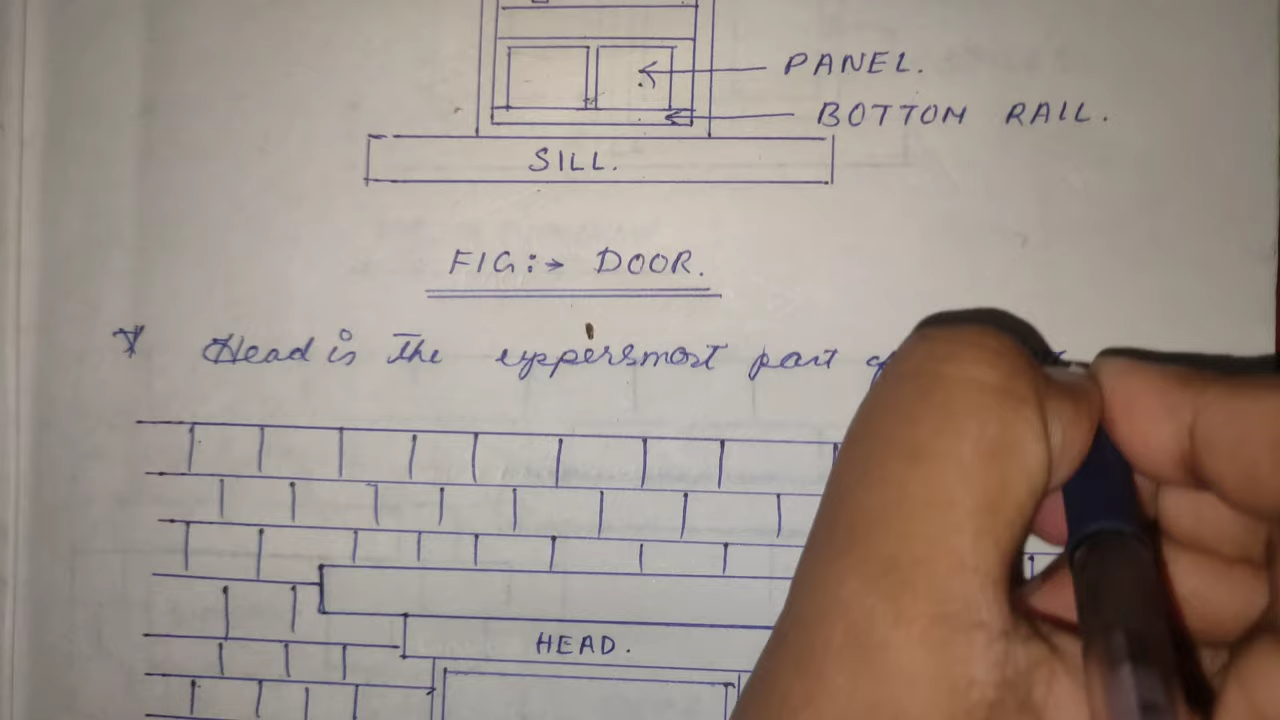 PANEL.
BOTTOM RAIL.
SILL.
FIG:→ DOOR.
* Head is the uppersmost part
HEAD.